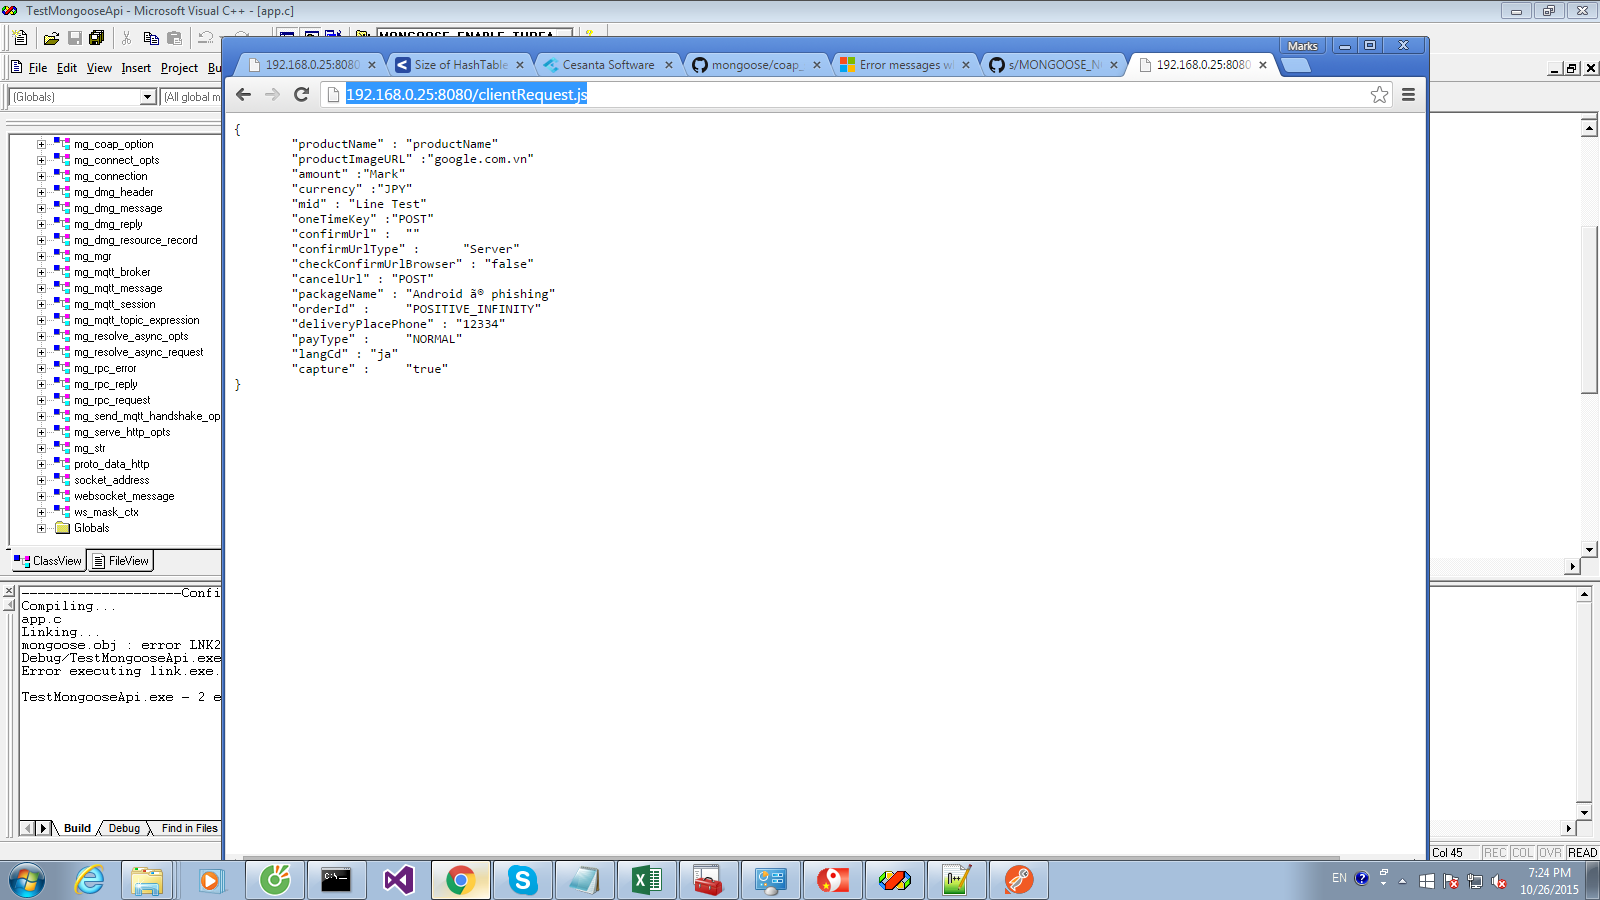 TestMongooseApi - Microsoft Visual C++ - [app.c]
MONGOOSE_ENABLE_THREA
File Edit View Insert Project Bu
(Globals)
(All global m
mg_coap_option
mg_connect_opts
mg_connection
mg_dmg_header
mg_dmg_message
mg_dmg_reply
mg_dmg_resource_record
mg_mgr
mg_mqtt_broker
mg_mqtt_message
mg_mqtt_session
mg_mqtt_topic_expression
mg_resolve_async_opts
mg_resolve_async_request
mg_rpc_error
mg_rpc_reply
mg_rpc_request
mg_send_mqtt_handshake_op
mg_serve_http_opts
mg_str
proto_data_http
socket_address
websocket_message
ws_mask_ctx
Globals
ClassView FileView
Marks
192.168.0.25:8080 Size of HashTable Cesanta Software mongoose/coap_ Error messages wh s/MONGOOSE_N 192.168.0.25:8080
192.168.0.25:8080/clientRequest.js
{
"productName" : "productName"
"productImageURL" :"google.com.vn"
"amount" :"Mark"
"currency" :"JPY"
"mid" : "Line Test"
"oneTimeKey" :"POST"
"confirmUrl" : ""
"confirmUrlType" : "Server"
"checkConfirmUrlBrowser" : "false"
"cancelUrl" : "POST"
"packageName" : "Android ã® phishing"
"orderId" : "POSITIVE_INFINITY"
"deliveryPlacePhone" : "12334"
"payType" : "NORMAL"
"langCd" : "ja"
"capture" : "true"
}
--------------------Confi
Compiling...
app.c
Linking...
mongoose.obj : error LNK2
Debug/TestMongooseApi.exe
Error executing link.exe.
TestMongooseApi.exe - 2 e
Build Debug Find in Files
Col 45 REC COL OVR READ
EN
7:24 PM
10/26/2015